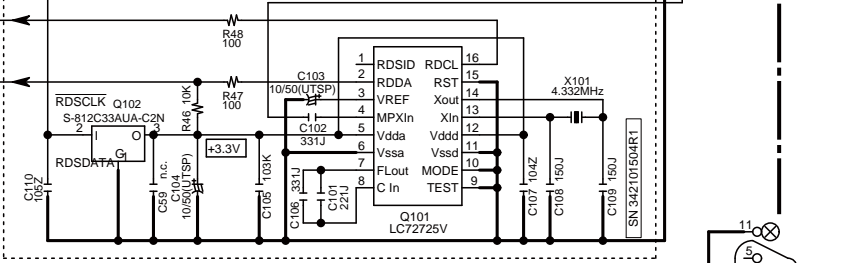 R48
100
1
RDSID
RDCL
16
2
RDDA
RST
15
3
VREF
Xout
14
4
MPXIn
XIn
13
5
Vdda
Vddd
12
6
Vssa
Vssd
11
7
FLout
MODE
10
8
C In
TEST
9
Q101
LC72725V
C103
10/50(UTSP)
R47
100
R46 10K
C102
331J
X101
4.332MHz
RDSCLK
Q102
S-812C33AUA-C2N
2
I
O
3
G
1
RDSDATA
+3.3V
C110
105Z
C59 n.c.
C104
10/50(UTSP)
C105 103K
C106 331J
C101
221J
C107 104Z
C108 150J
C109 150J
SN 342101504R1
11
5